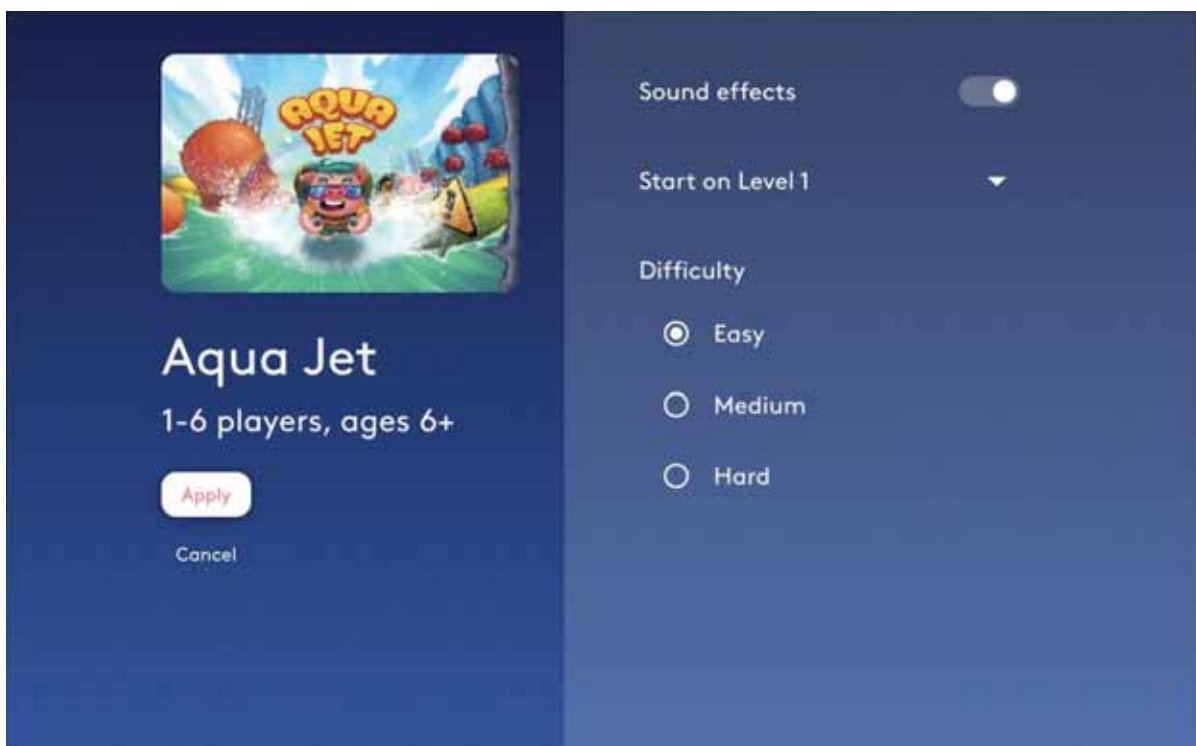 AQUA
JET
Aqua Jet
1-6 players, ages 6+
Apply
Cancel
Sound effects
Start on Level 1
Difficulty
Easy
Medium
Hard